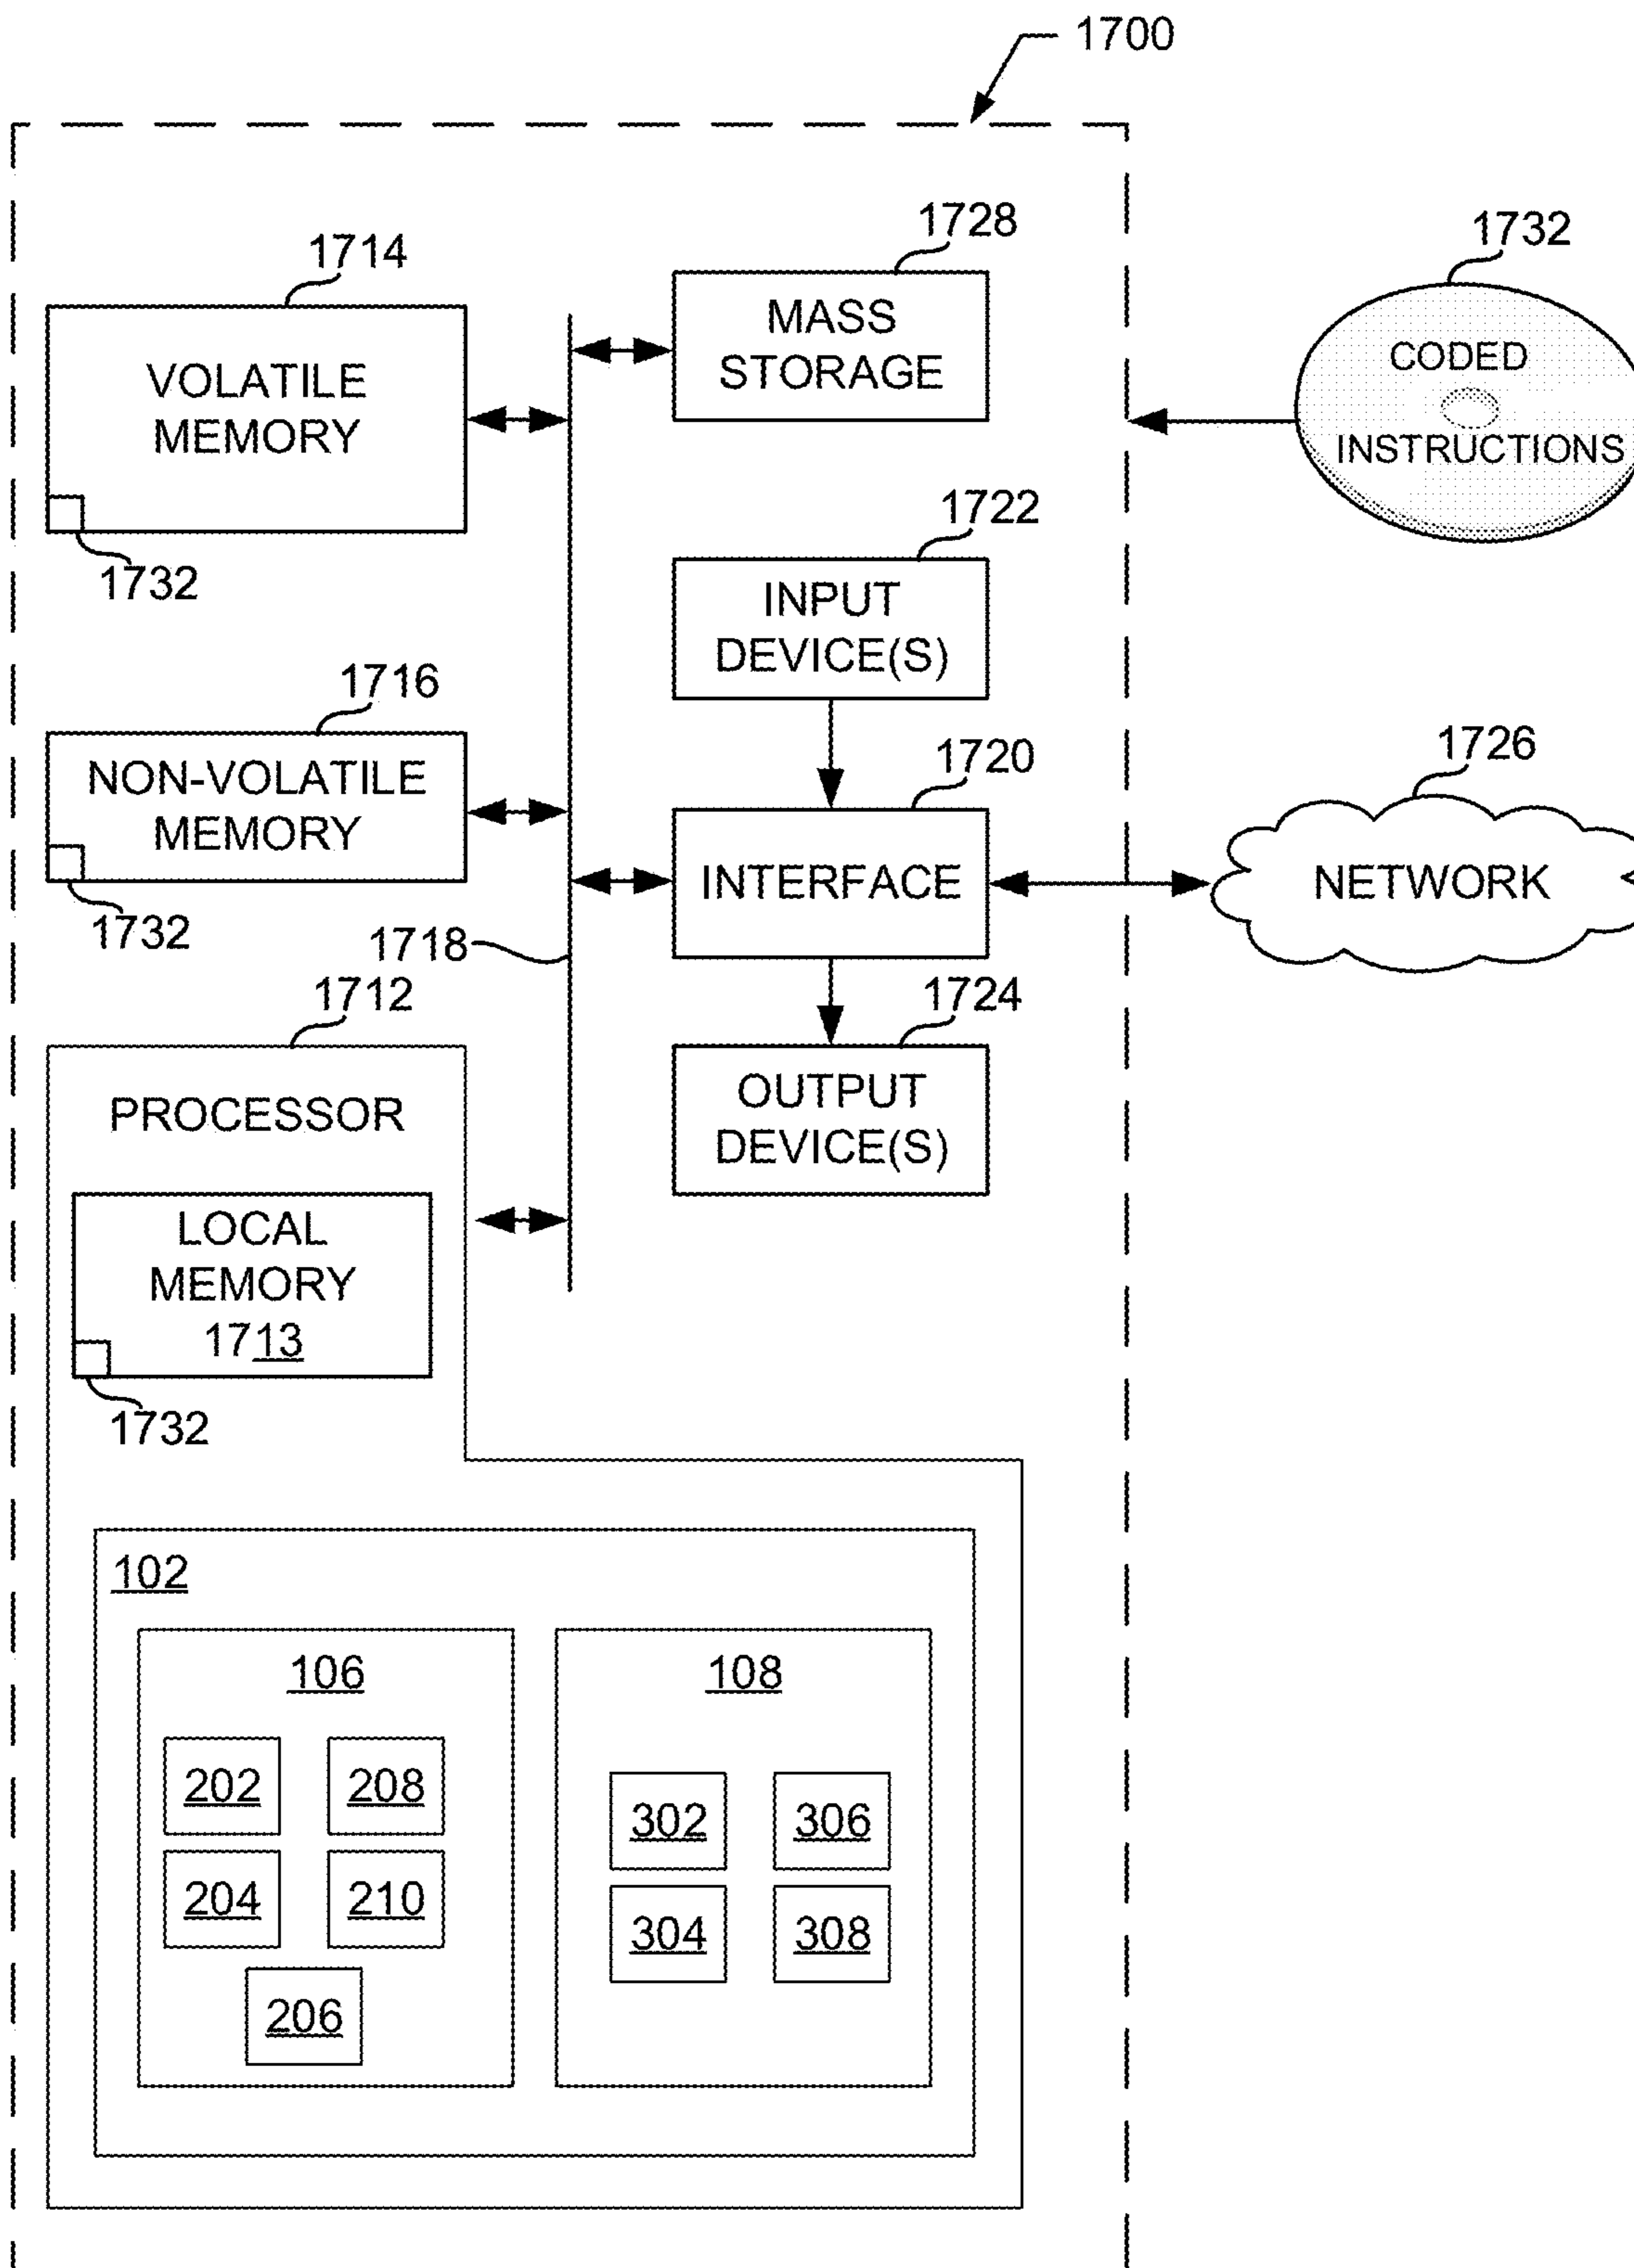 1700
1728
1732
1714
MASS
STORAGE
CODED
INSTRUCTIONS
VOLATILE
MEMORY
1732
1722
INPUT
DEVICE(S)
1716
NON-VOLATILE
MEMORY
1732
1720
INTERFACE
1726
NETWORK
1718
1712
1724
OUTPUT
DEVICE(S)
PROCESSOR
LOCAL
MEMORY
1713
1732
102
106
108
202
208
204
210
206
302
306
304
308